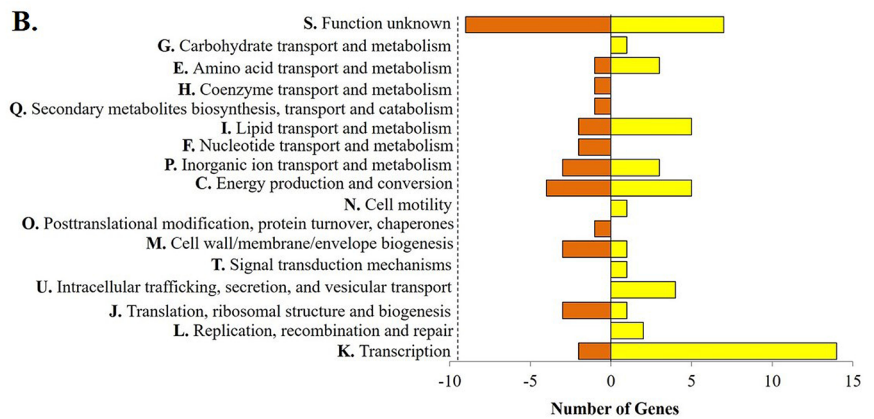 B.
S. Function unknown
G. Carbohydrate transport and metabolism
E. Amino acid transport and metabolism
H. Coenzyme transport and metabolism
Q. Secondary metabolites biosynthesis, transport and catabolism
I. Lipid transport and metabolism
F. Nucleotide transport and metabolism
P. Inorganic ion transport and metabolism
C. Energy production and conversion
N. Cell motility
O. Posttranslational modification, protein turnover, chaperones
M. Cell wall/membrane/envelope biogenesis
T. Signal transduction mechanisms
U. Intracellular trafficking, secretion, and vesicular transport
J. Translation, ribosomal structure and biogenesis
L. Replication, recombination and repair
K. Transcription
-10 -5 0 5 10 15
Number of Genes